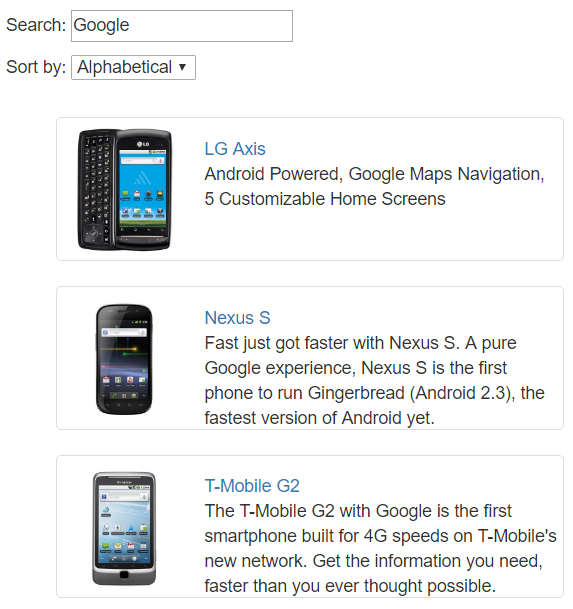 Search: Google
Sort by: Alphabetical ▼
LG Axis
Android Powered, Google Maps Navigation,
5 Customizable Home Screens
LG
Nexus S
Fast just got faster with Nexus S. A pure
Google experience, Nexus S is the first
phone to run Gingerbread (Android 2.3), the
fastest version of Android yet.
T-Mobile G2
The T-Mobile G2 with Google is the first
smartphone built for 4G speeds on T-Mobile's
new network. Get the information you need,
faster than you ever thought possible.